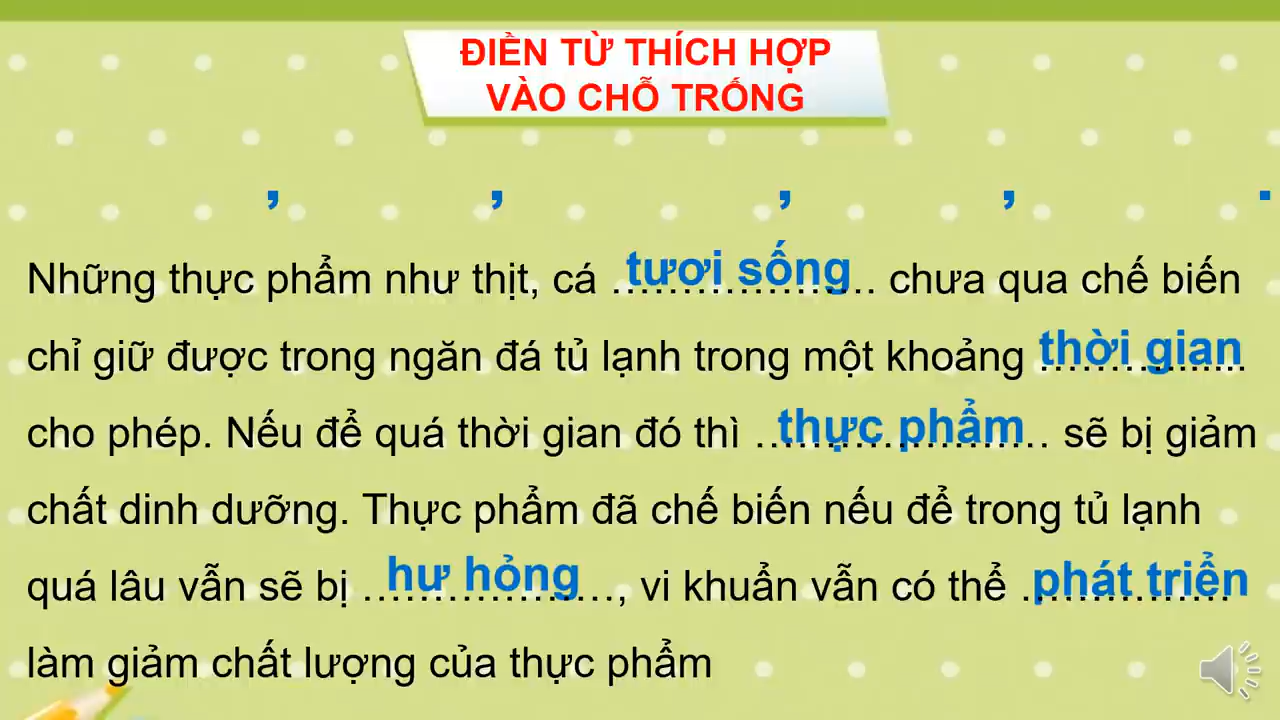 ĐIỀN TỪ THÍCH HỢP
VÀO CHỖ TRỐNG
, , , , .
Những thực phẩm như thịt, cá tươi sống chưa qua chế biến
chỉ giữ được trong ngăn đá tủ lạnh trong một khoảng thời gian
cho phép. Nếu để quá thời gian đó thì thực phẩm sẽ bị giảm
chất dinh dưỡng. Thực phẩm đã chế biến nếu để trong tủ lạnh
quá lâu vẫn sẽ bị hư hỏng, vi khuẩn vẫn có thể phát triển
làm giảm chất lượng của thực phẩm